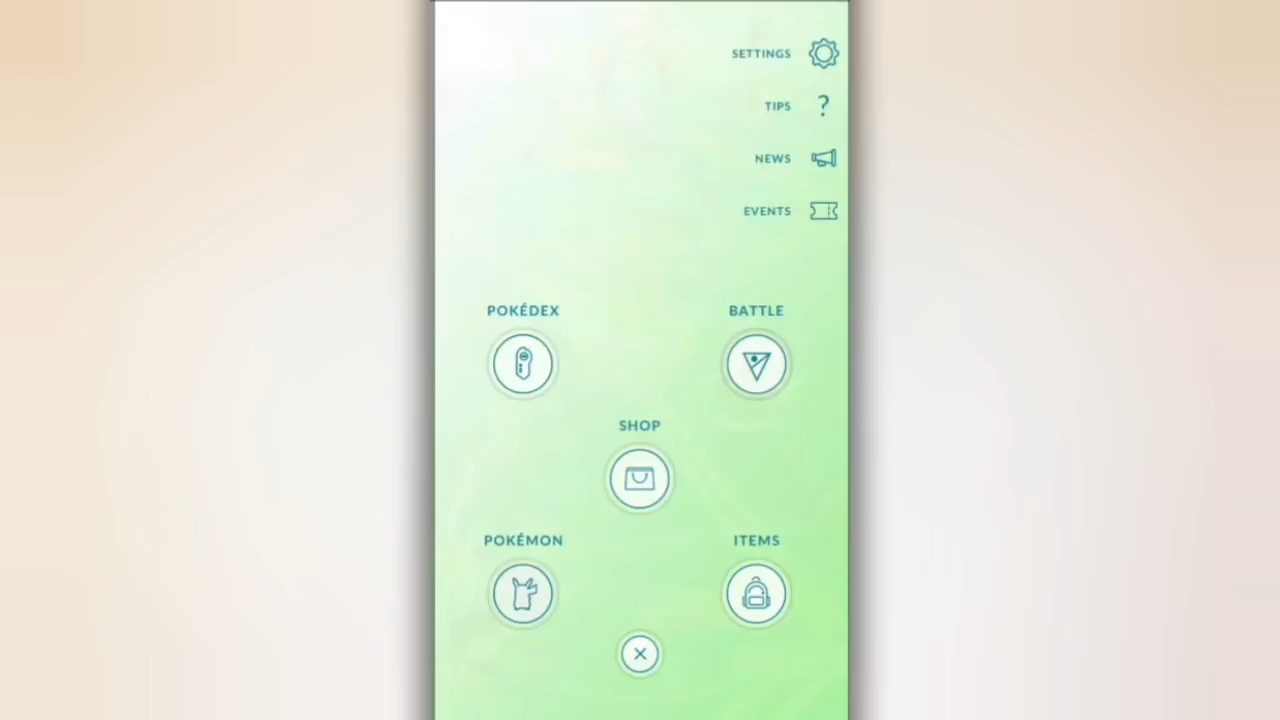 SETTINGS
TIPS
?
NEWS
EVENTS
POKÉDEX
BATTLE
SHOP
POKÉMON
ITEMS